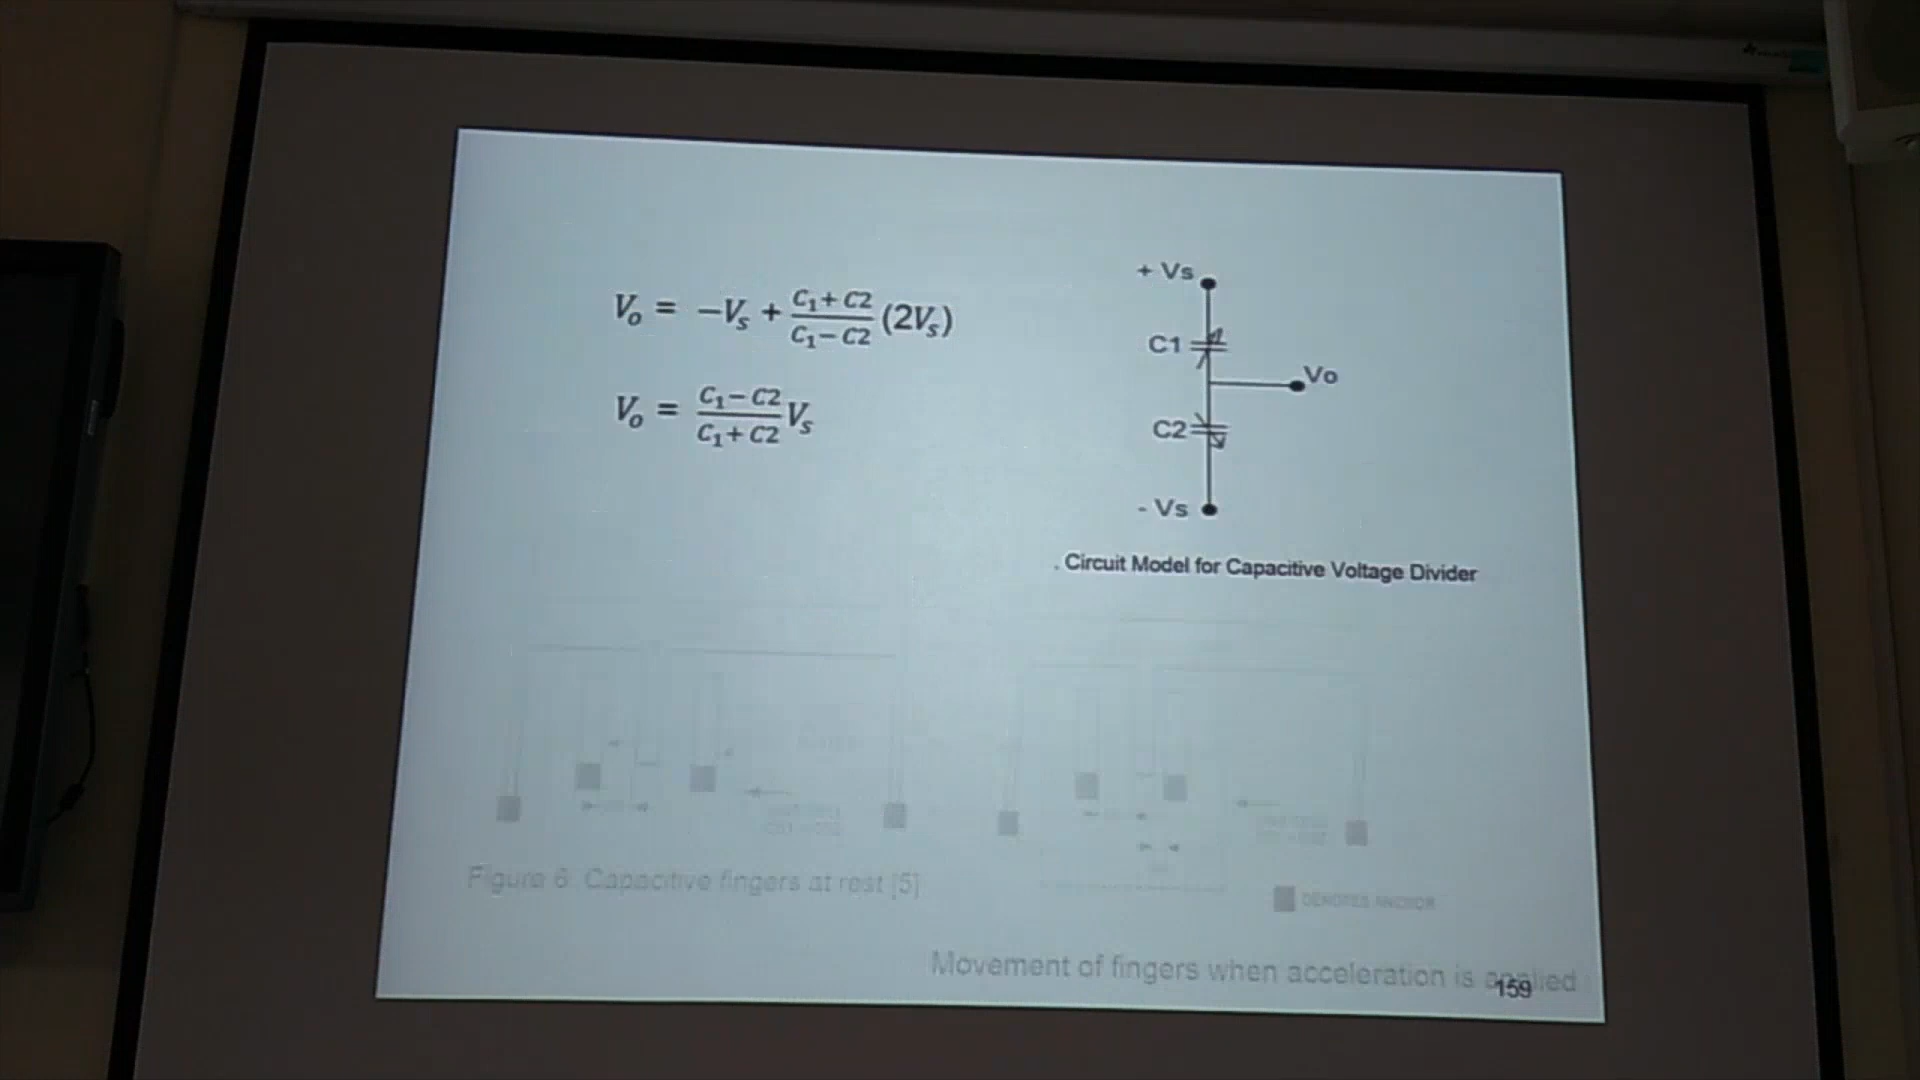 Vo = −Vs + C1+C2/C1−C2 (2Vs)
Vo = C1−C2/C1+C2 Vs
+ Vs
C1
Vo
C2
- Vs
. Circuit Model for Capacitive Voltage Divider
Figure 6. Capacitive fingers at rest [5]
DENOTES ANCHOR
Movement of fingers when acceleration is applied
159